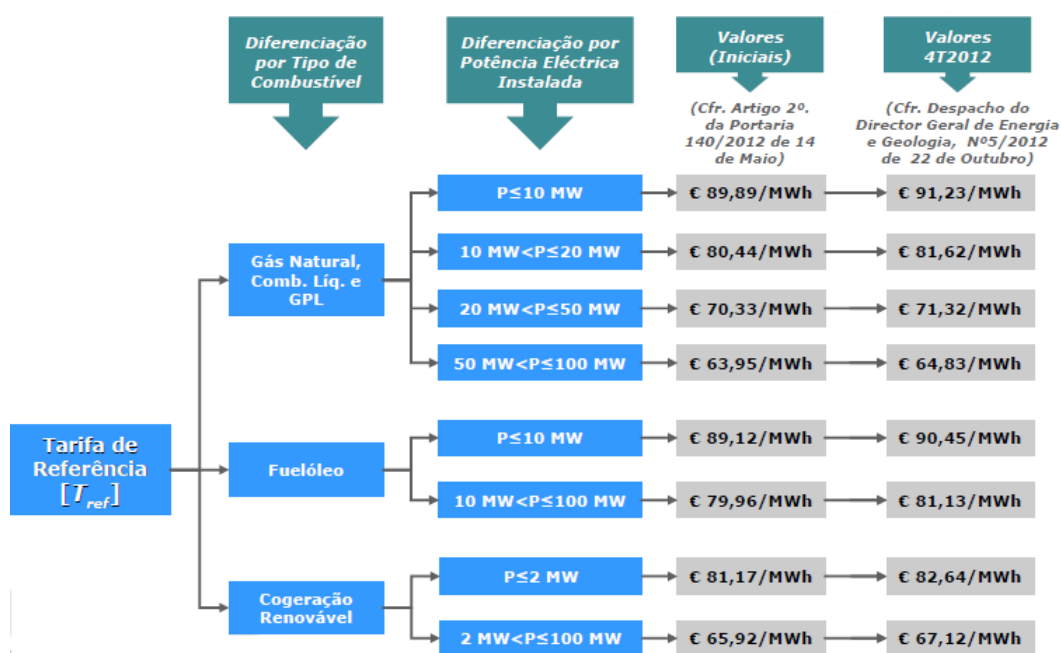 Diferenciação
por Tipo de
Combustível
Diferenciação por
Potência Eléctrica
Instalada
Valores
(Iniciais)
Valores
4T2012
(Cfr. Artigo 2º.
da Portaria
140/2012 de 14
de Maio)
(Cfr. Despacho do
Director Geral de Energia
e Geologia, Nº5/2012
de 22 de Outubro)
Tarifa de
Referência
[Tref]
Gás Natural,
Comb. Líq. e
GPL
P≤10 MW
€ 89,89/MWh
€ 91,23/MWh
10 MW<P≤20 MW
€ 80,44/MWh
€ 81,62/MWh
20 MW<P≤50 MW
€ 70,33/MWh
€ 71,32/MWh
50 MW<P≤100 MW
€ 63,95/MWh
€ 64,83/MWh
Fuelóleo
P≤10 MW
€ 89,12/MWh
€ 90,45/MWh
10 MW<P≤100 MW
€ 79,96/MWh
€ 81,13/MWh
Cogeração
Renovável
P≤2 MW
€ 81,17/MWh
€ 82,64/MWh
2 MW<P≤100 MW
€ 65,92/MWh
€ 67,12/MWh